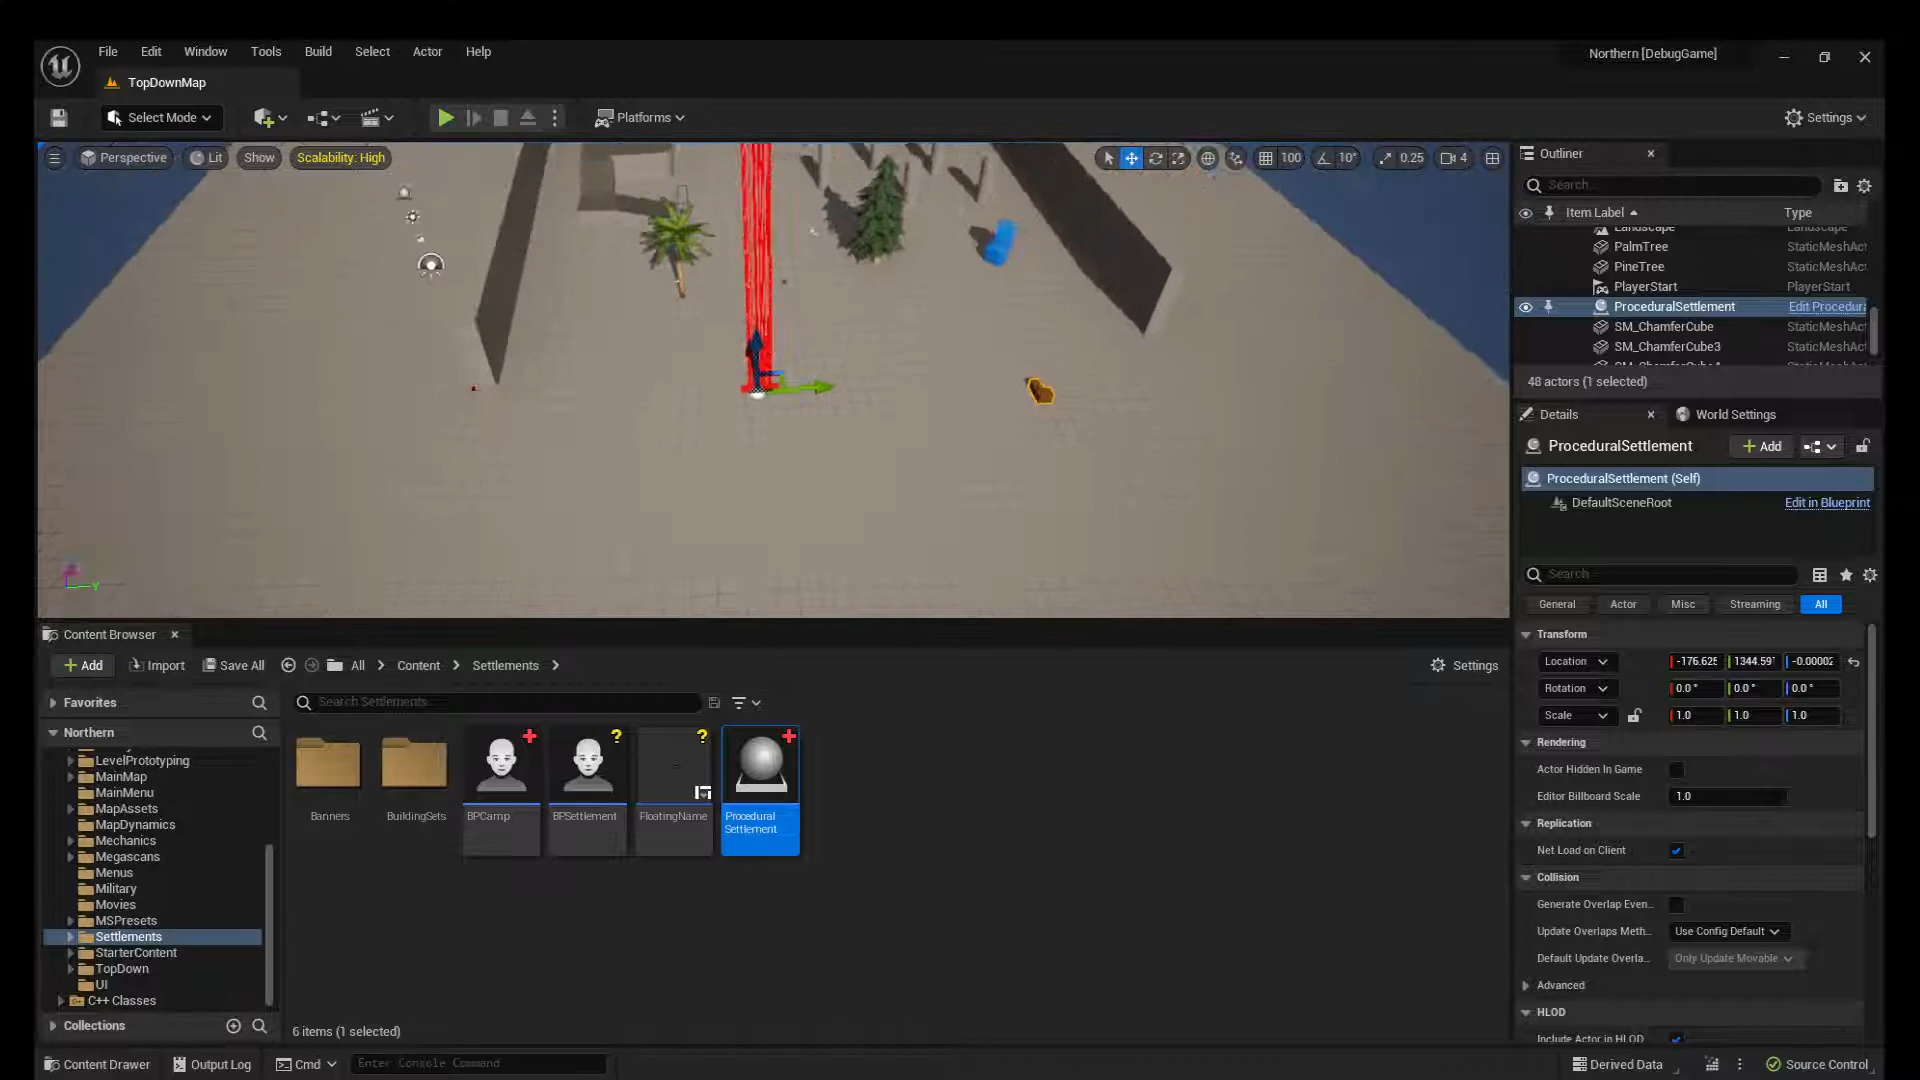 File Edit Window Tools Build Select Actor Help
Northern [DebugGame]
TopDownMap
Select Mode
Platforms
Settings
Perspective Lit Show Scalability: High
100 10° 0.25 4
Outliner
Search...
Item Label Type
Landscape
PalmTree StaticMeshAct
PineTree StaticMeshAct
PlayerStart PlayerStart
ProceduralSettlement Edit Procedura
SM_ChamferCube StaticMeshAct
SM_ChamferCube3 StaticMeshAct
48 actors (1 selected)
Details World Settings
ProceduralSettlement Add
ProceduralSettlement (Self)
DefaultSceneRoot Edit in Blueprint
Search
General Actor Misc Streaming All
Transform
Location -176.625 1344.591 -0.00002
Rotation 0.0 ° 0.0 ° 0.0 °
Scale 1.0 1.0 1.0
Rendering
Actor Hidden In Game
Editor Billboard Scale 1.0
Replication
Net Load on Client
Collision
Generate Overlap Even...
Update Overlaps Meth... Use Config Default
Default Update Overla... Only Update Movable
Advanced
HLOD
Include Actor in HLOD
Y
Content Browser
Add Import Save All All Content Settlements Settings
Favorites
Search Settlements
Northern
LevelPrototyping
MainMap
MainMenu
MapAssets
MapDynamics
Mechanics
Megascans
Menus
Military
Movies
MSPresets
Settlements
StarterContent
TopDown
UI
C++ Classes
Collections
Banners BuildingSets BPCamp BPSettlement FloatingName Procedural
Settlement
6 items (1 selected)
Content Drawer Output Log Cmd Enter Console Command Derived Data Source Control